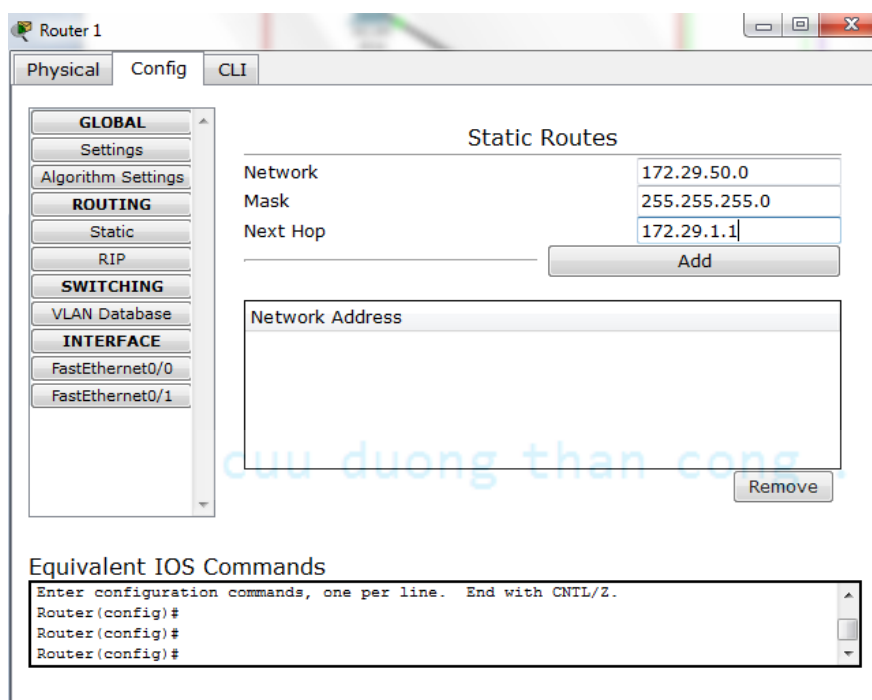 Router 1
Physical Config CLI
GLOBAL
Settings
Algorithm Settings
ROUTING
Static
RIP
SWITCHING
VLAN Database
INTERFACE
FastEthernet0/0
FastEthernet0/1
Static Routes
Network 172.29.50.0
Mask 255.255.255.0
Next Hop 172.29.1.1
Add
Network Address
cuu duong than cong .
Remove
Equivalent IOS Commands
Enter configuration commands, one per line. End with CNTL/Z.
Router(config)#
Router(config)#
Router(config)#